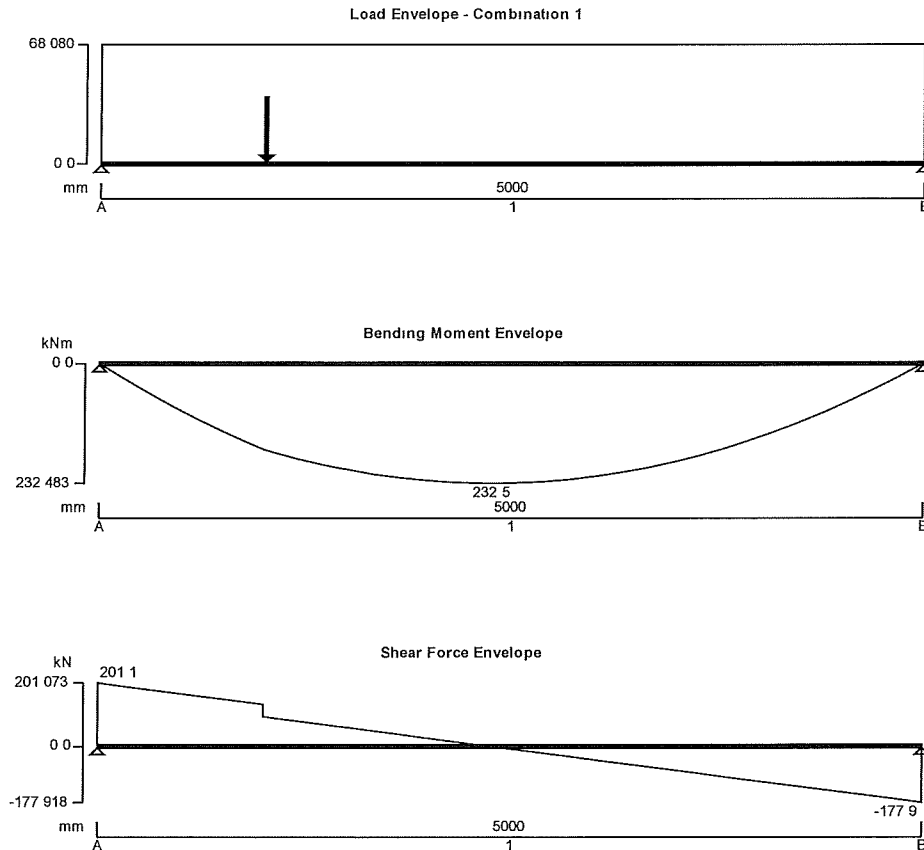 Load Envelope - Combination 1
68 080
0 0
mm
5000
A
1
B
Bending Moment Envelope
kNm
0 0
232 483
232 5
mm
5000
A
1
B
Shear Force Envelope
kN
201 073
201 1
0 0
-177 918
-177 9
mm
5000
A
1
B